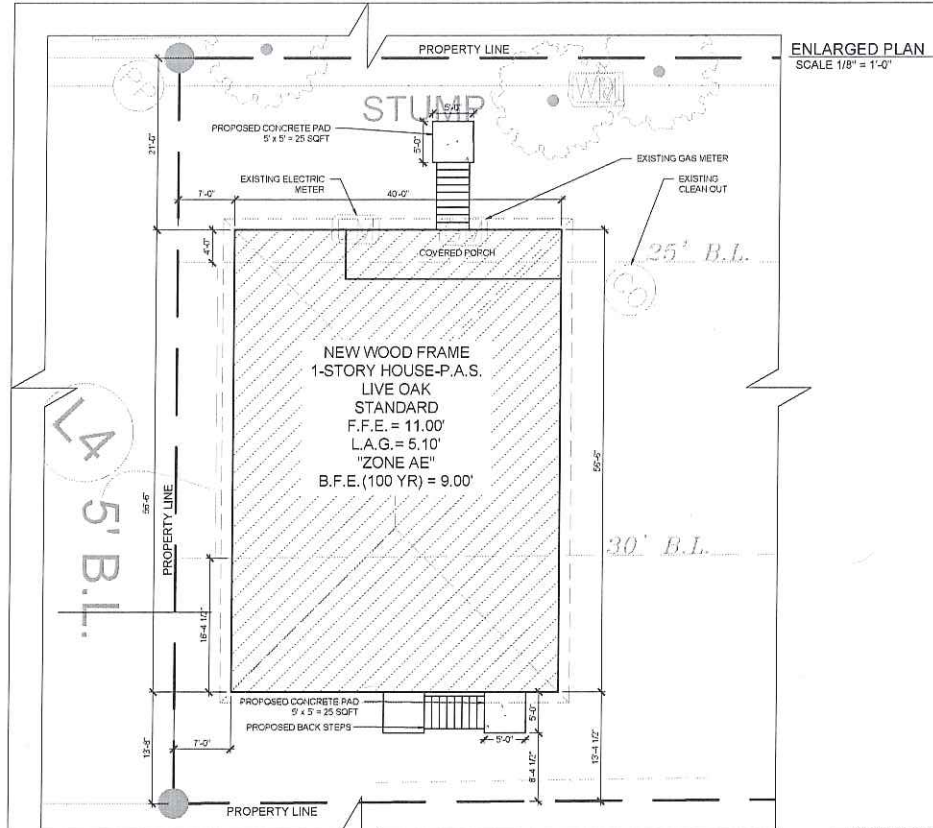 PROPERTY LINE
ENLARGED PLAN
SCALE 1/8" = 1'-0"
STUMP
5'-0"
PROPOSED CONCRETE PAD
5' x 5' = 25 SQFT
5'-0"
21'-0"
EXISTING GAS METER
EXISTING ELECTRIC
METER
EXISTING
CLEAN OUT
7'-0"
40'-0"
4'-0"
COVERED PORCH
25' B.L.
NEW WOOD FRAME
1-STORY HOUSE-P.A.S.
LIVE OAK
STANDARD
F.F.E. = 11.00'
L.A.G. = 5.10'
"ZONE AE"
B.F.E. (100 YR) = 9.00'
L4
5' B.L.
56'-6"
PROPERTY LINE
56'-6"
30' B.L.
16'-4 1/2"
PROPOSED CONCRETE PAD
5' x 5' = 25 SQFT
PROPOSED BACK STEPS
5'-0"
5'-0"
7'-0"
13'-8"
8'-4 1/2"
13'-4 1/2"
PROPERTY LINE